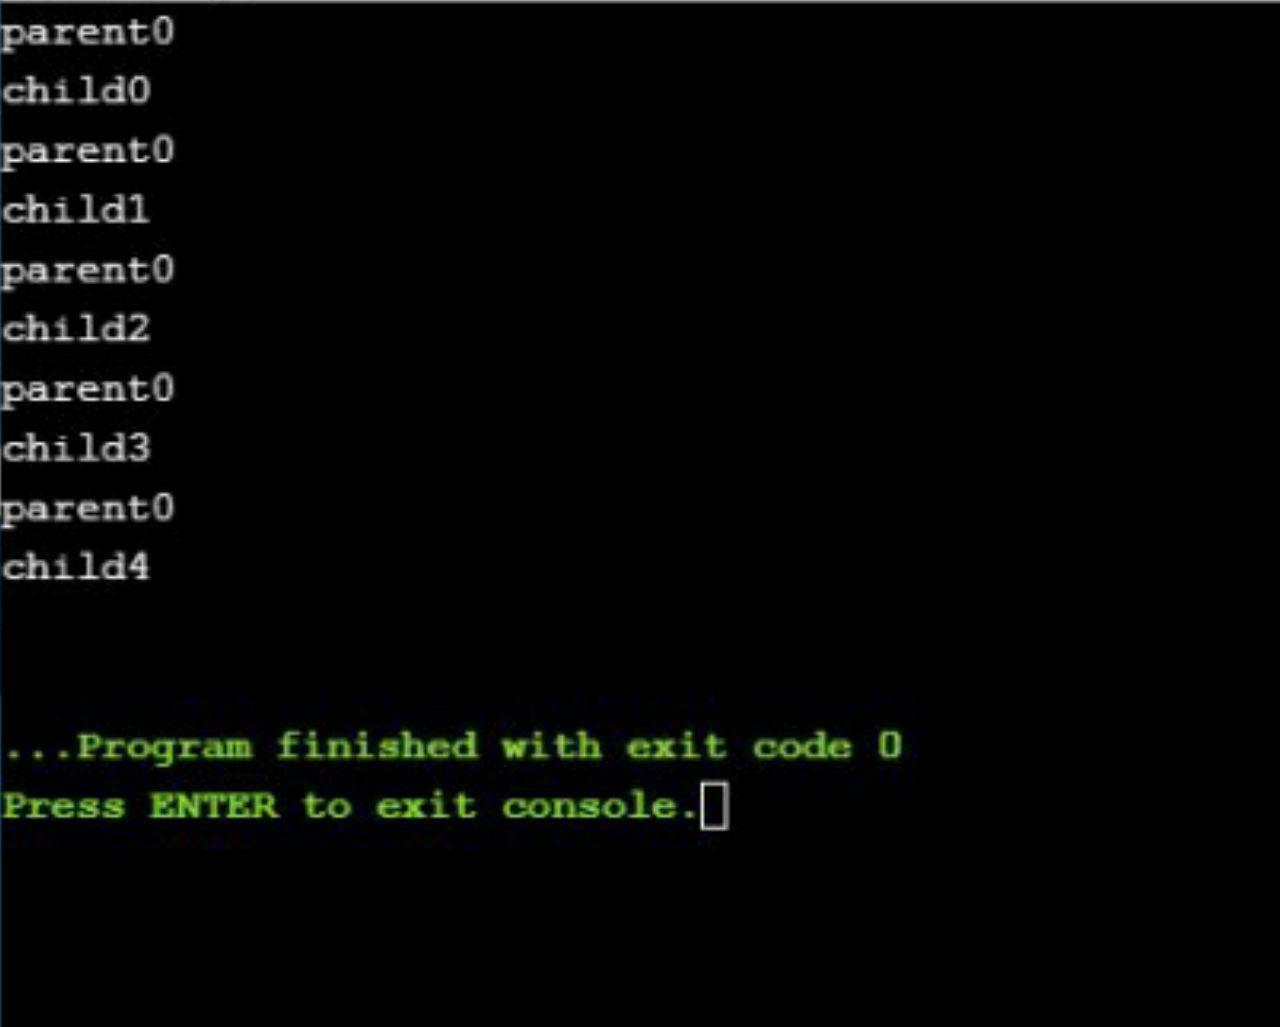 parent0
child0
parent0
child1
parent0
child2
parent0
child3
parent0
child4
...Program finished with exit code 0
Press ENTER to exit console.